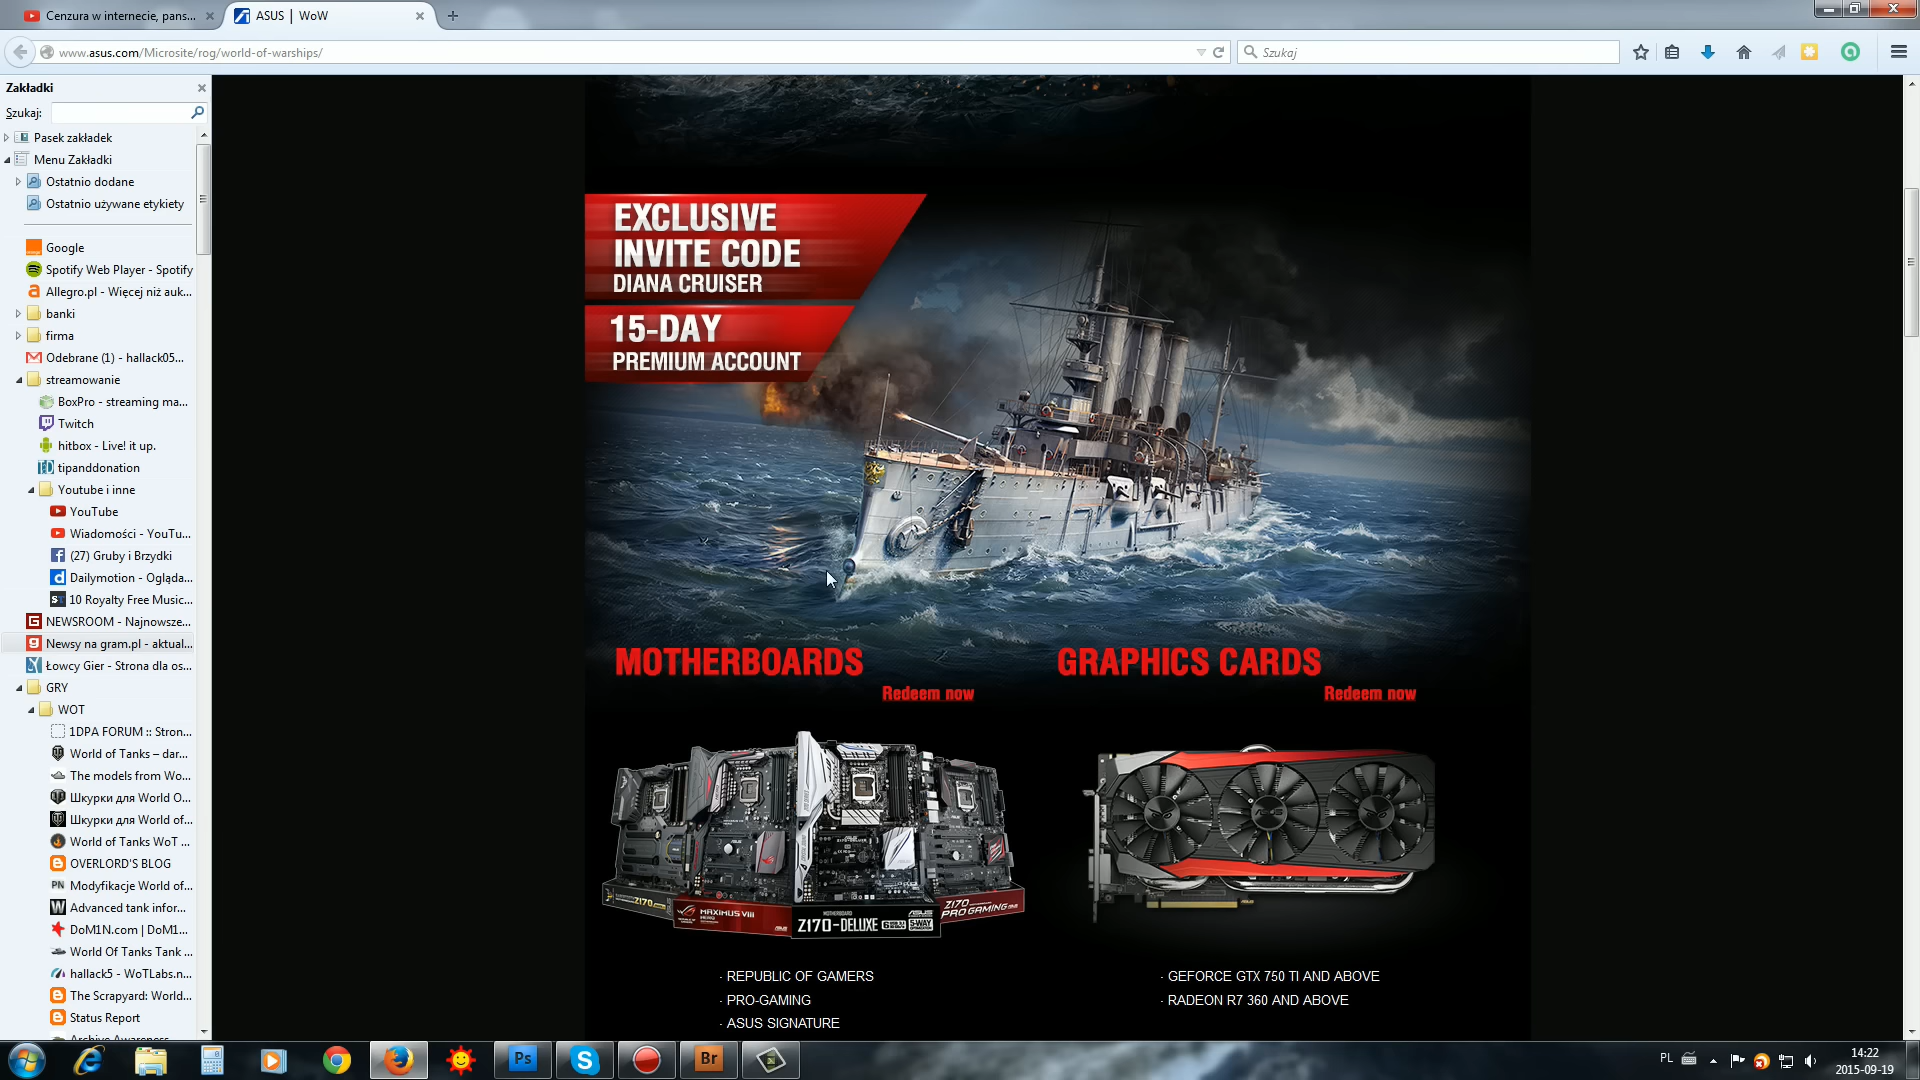 Cenzura w internecie, pans...
ASUS | WoW
www.asus.com/Microsite/rog/world-of-warships/
Szukaj
Zakładki
Szukaj:
Pasek zakładek
Menu Zakładki
Ostatnio dodane
Ostatnio używane etykiety
Google
Spotify Web Player - Spotify
Allegro.pl - Więcej niż auk...
banki
firma
Odebrane (1) - hallack05...
streamowanie
BoxPro - streaming ma...
Twitch
hitbox - Live! it up.
tipanddonation
Youtube i inne
YouTube
Wiadomości - YouTu...
(27) Gruby i Brzydki
Dailymotion - Ogląda...
10 Royalty Free Music...
NEWSROOM - Najnowsze...
Newsy na gram.pl - aktual...
Łowcy Gier - Strona dla os...
GRY
WOT
1DPA FORUM :: Stron...
World of Tanks – dar...
The models from Wo...
Шкурки для World O...
Шкурки для World of...
World of Tanks WoT ...
OVERLORD'S BLOG
Modyfikacje World of...
Advanced tank infor...
DoM1N.com | DoM1...
World Of Tanks Tank ...
hallack5 - WoTLabs.n...
The Scrapyard: World...
Status Report
Archive Awareness
EXCLUSIVE
INVITE CODE
DIANA CRUISER
15-DAY
PREMIUM ACCOUNT
MOTHERBOARDS
Redeem now
GRAPHICS CARDS
Redeem now
Z170
MAXIMUS VIII
Z170-DELUXE
Z170
PRO GAMING
· REPUBLIC OF GAMERS
· PRO-GAMING
· ASUS SIGNATURE
· GEFORCE GTX 750 TI AND ABOVE
· RADEON R7 360 AND ABOVE
Ps
Br
PL
14:22
2015-09-19